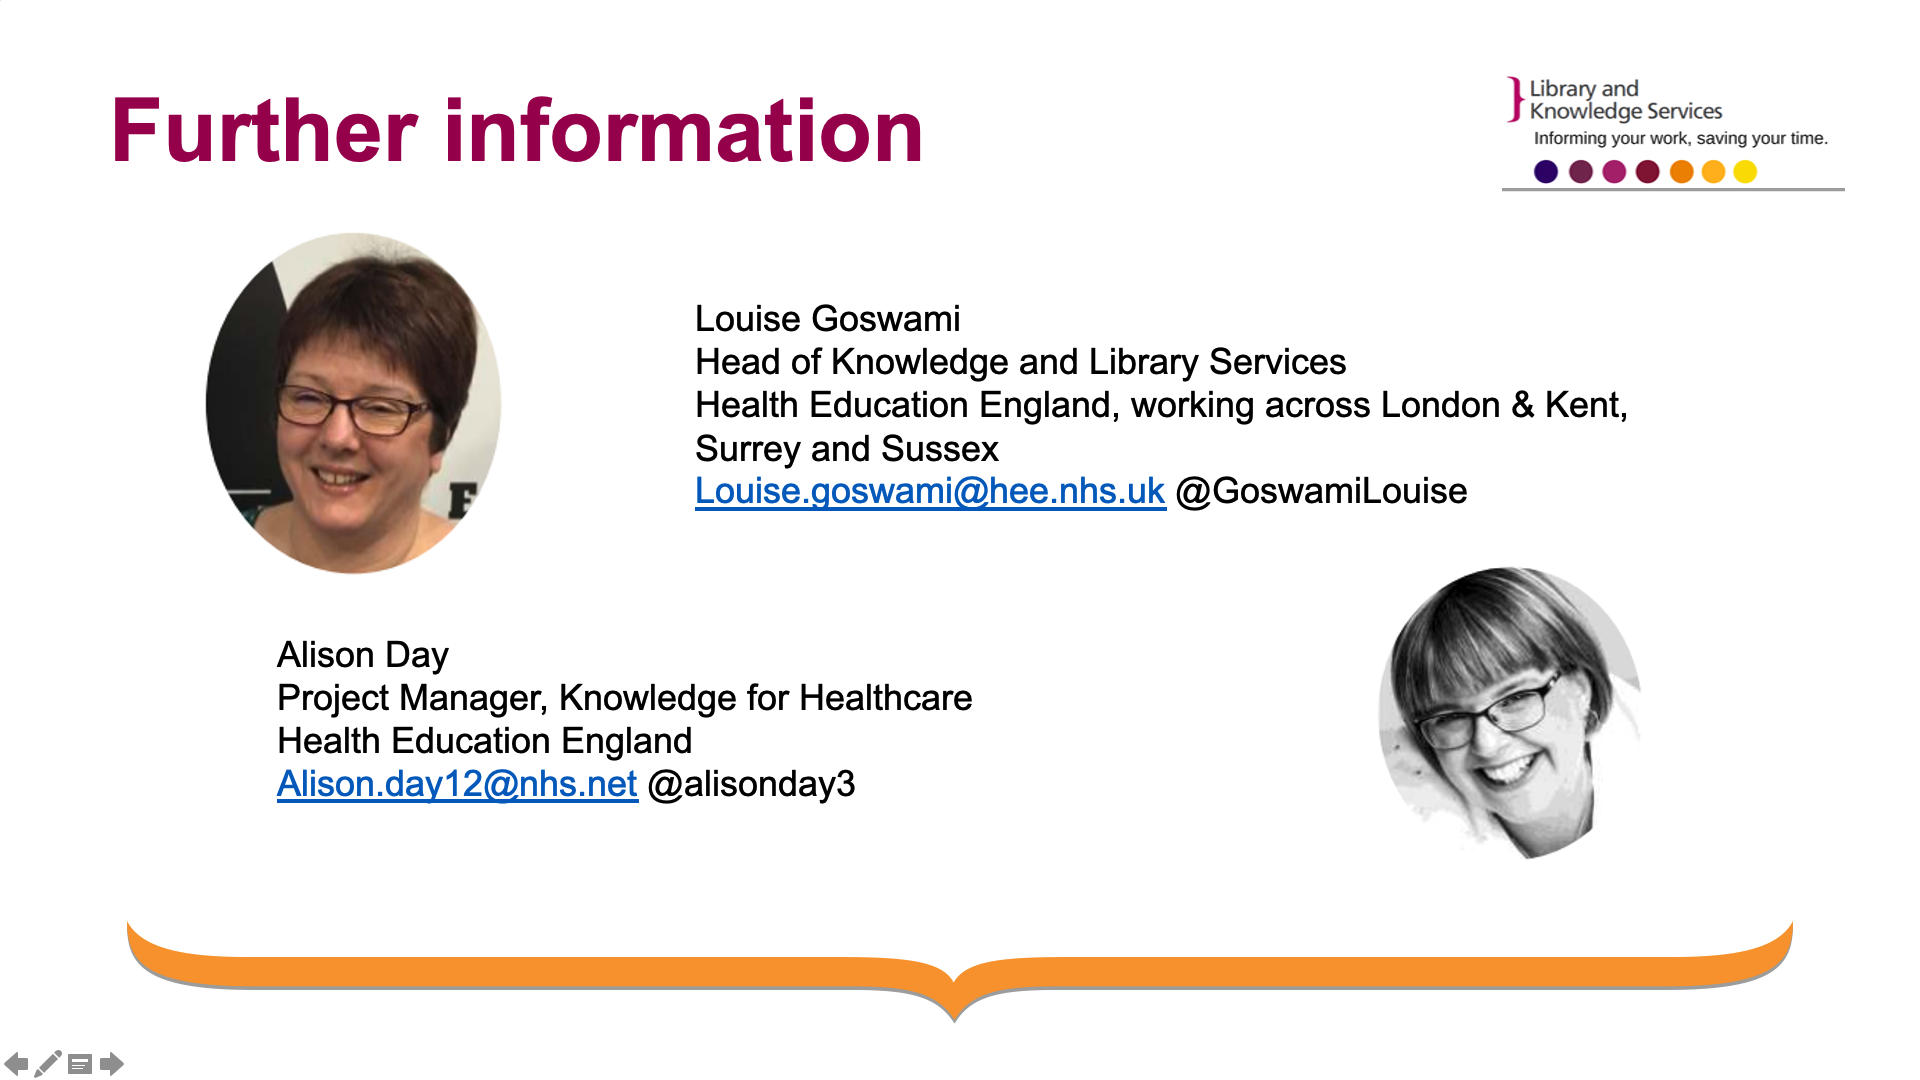 Further information
Library and
Knowledge Services
Informing your work, saving your time.
Louise Goswami
Head of Knowledge and Library Services
Health Education England, working across London & Kent,
Surrey and Sussex
Louise.goswami@hee.nhs.uk @GoswamiLouise
Alison Day
Project Manager, Knowledge for Healthcare
Health Education England
Alison.day12@nhs.net @alisonday3